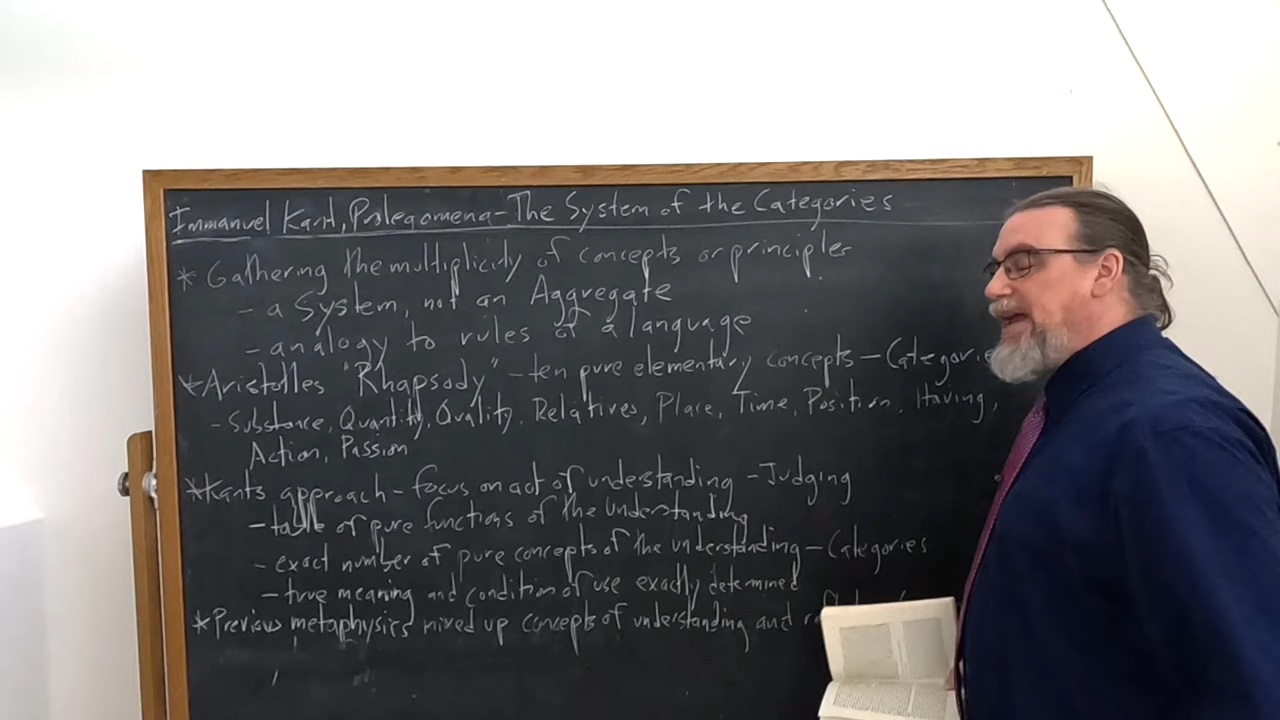 Immanuel Kant, Prolegomena - The System of the Categories
* Gathering the multiplicity of concepts or principles
- a System, not an Aggregate
- analogy to rules of a language
* Aristotles "Rhapsody" - ten pure elementary concepts - Categorie
- Substance, Quantity, Quality, Relatives, Place, Time, Position, Having,
Action, Passion
* Kants approach - focus on act of understanding - Judging
- table of pure functions of the understanding
- exact number of pure concepts of the understanding - Categories
- true meaning and condition of use exactly determined
* Previous metaphysics mixed up concepts of understanding and